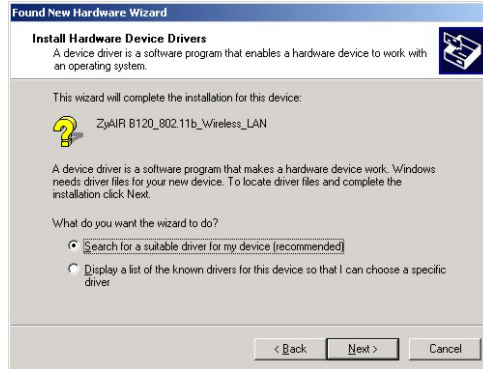 Found New Hardware Wizard
Install Hardware Device Drivers
A device driver is a software program that enables a hardware device to work with
an operating system.
This wizard will complete the installation for this device:
ZyAIR B120_802.11b_Wireless_LAN
A device driver is a software program that makes a hardware device work. Windows
needs driver files for your new device. To locate driver files and complete the
installation click Next.
What do you want the wizard to do?
Search for a suitable driver for my device (recommended)
Display a list of the known drivers for this device so that I can choose a specific
driver
< Back Next > Cancel